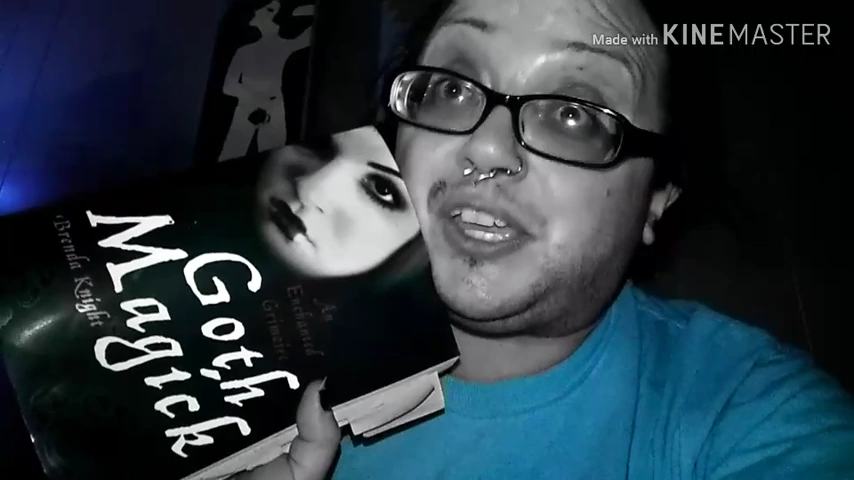 Made with KINEMASTER
Goth
Magick
An
Enchanted
Grimoire
Brenda Knight